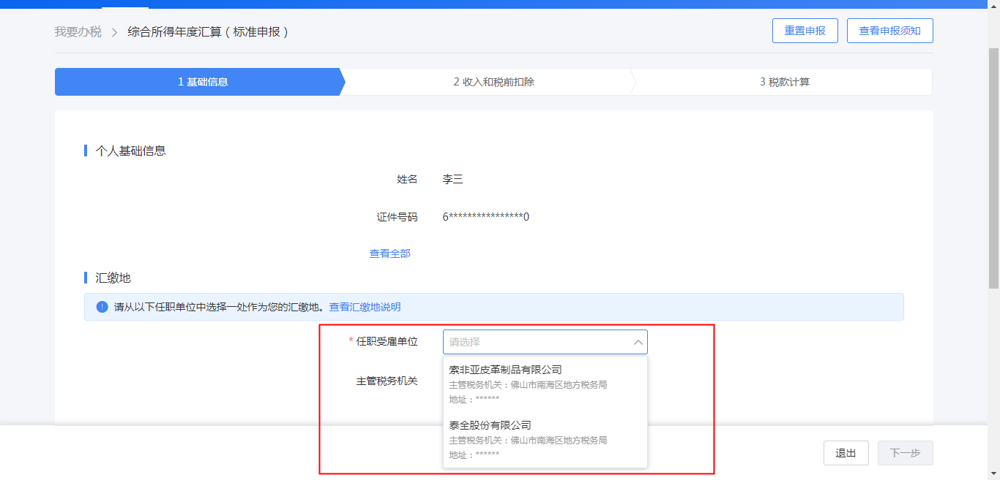 我要办税 > 综合所得年度汇算（标准申报）
重置申报 查看申报须知
1 基础信息 2 收入和税前扣除 3 税款计算
个人基础信息
姓名 李三
证件号码 6****************0
查看全部
汇缴地
! 请从以下任职单位中选择一处作为您的汇缴地。查看汇缴地说明
* 任职受雇单位 请选择
主管税务机关
索非亚皮革制品有限公司
主管税务机关：佛山市南海区地方税务局
地址：******
泰全股份有限公司
主管税务机关：佛山市南海区地方税务局
地址：******
退出 下一步